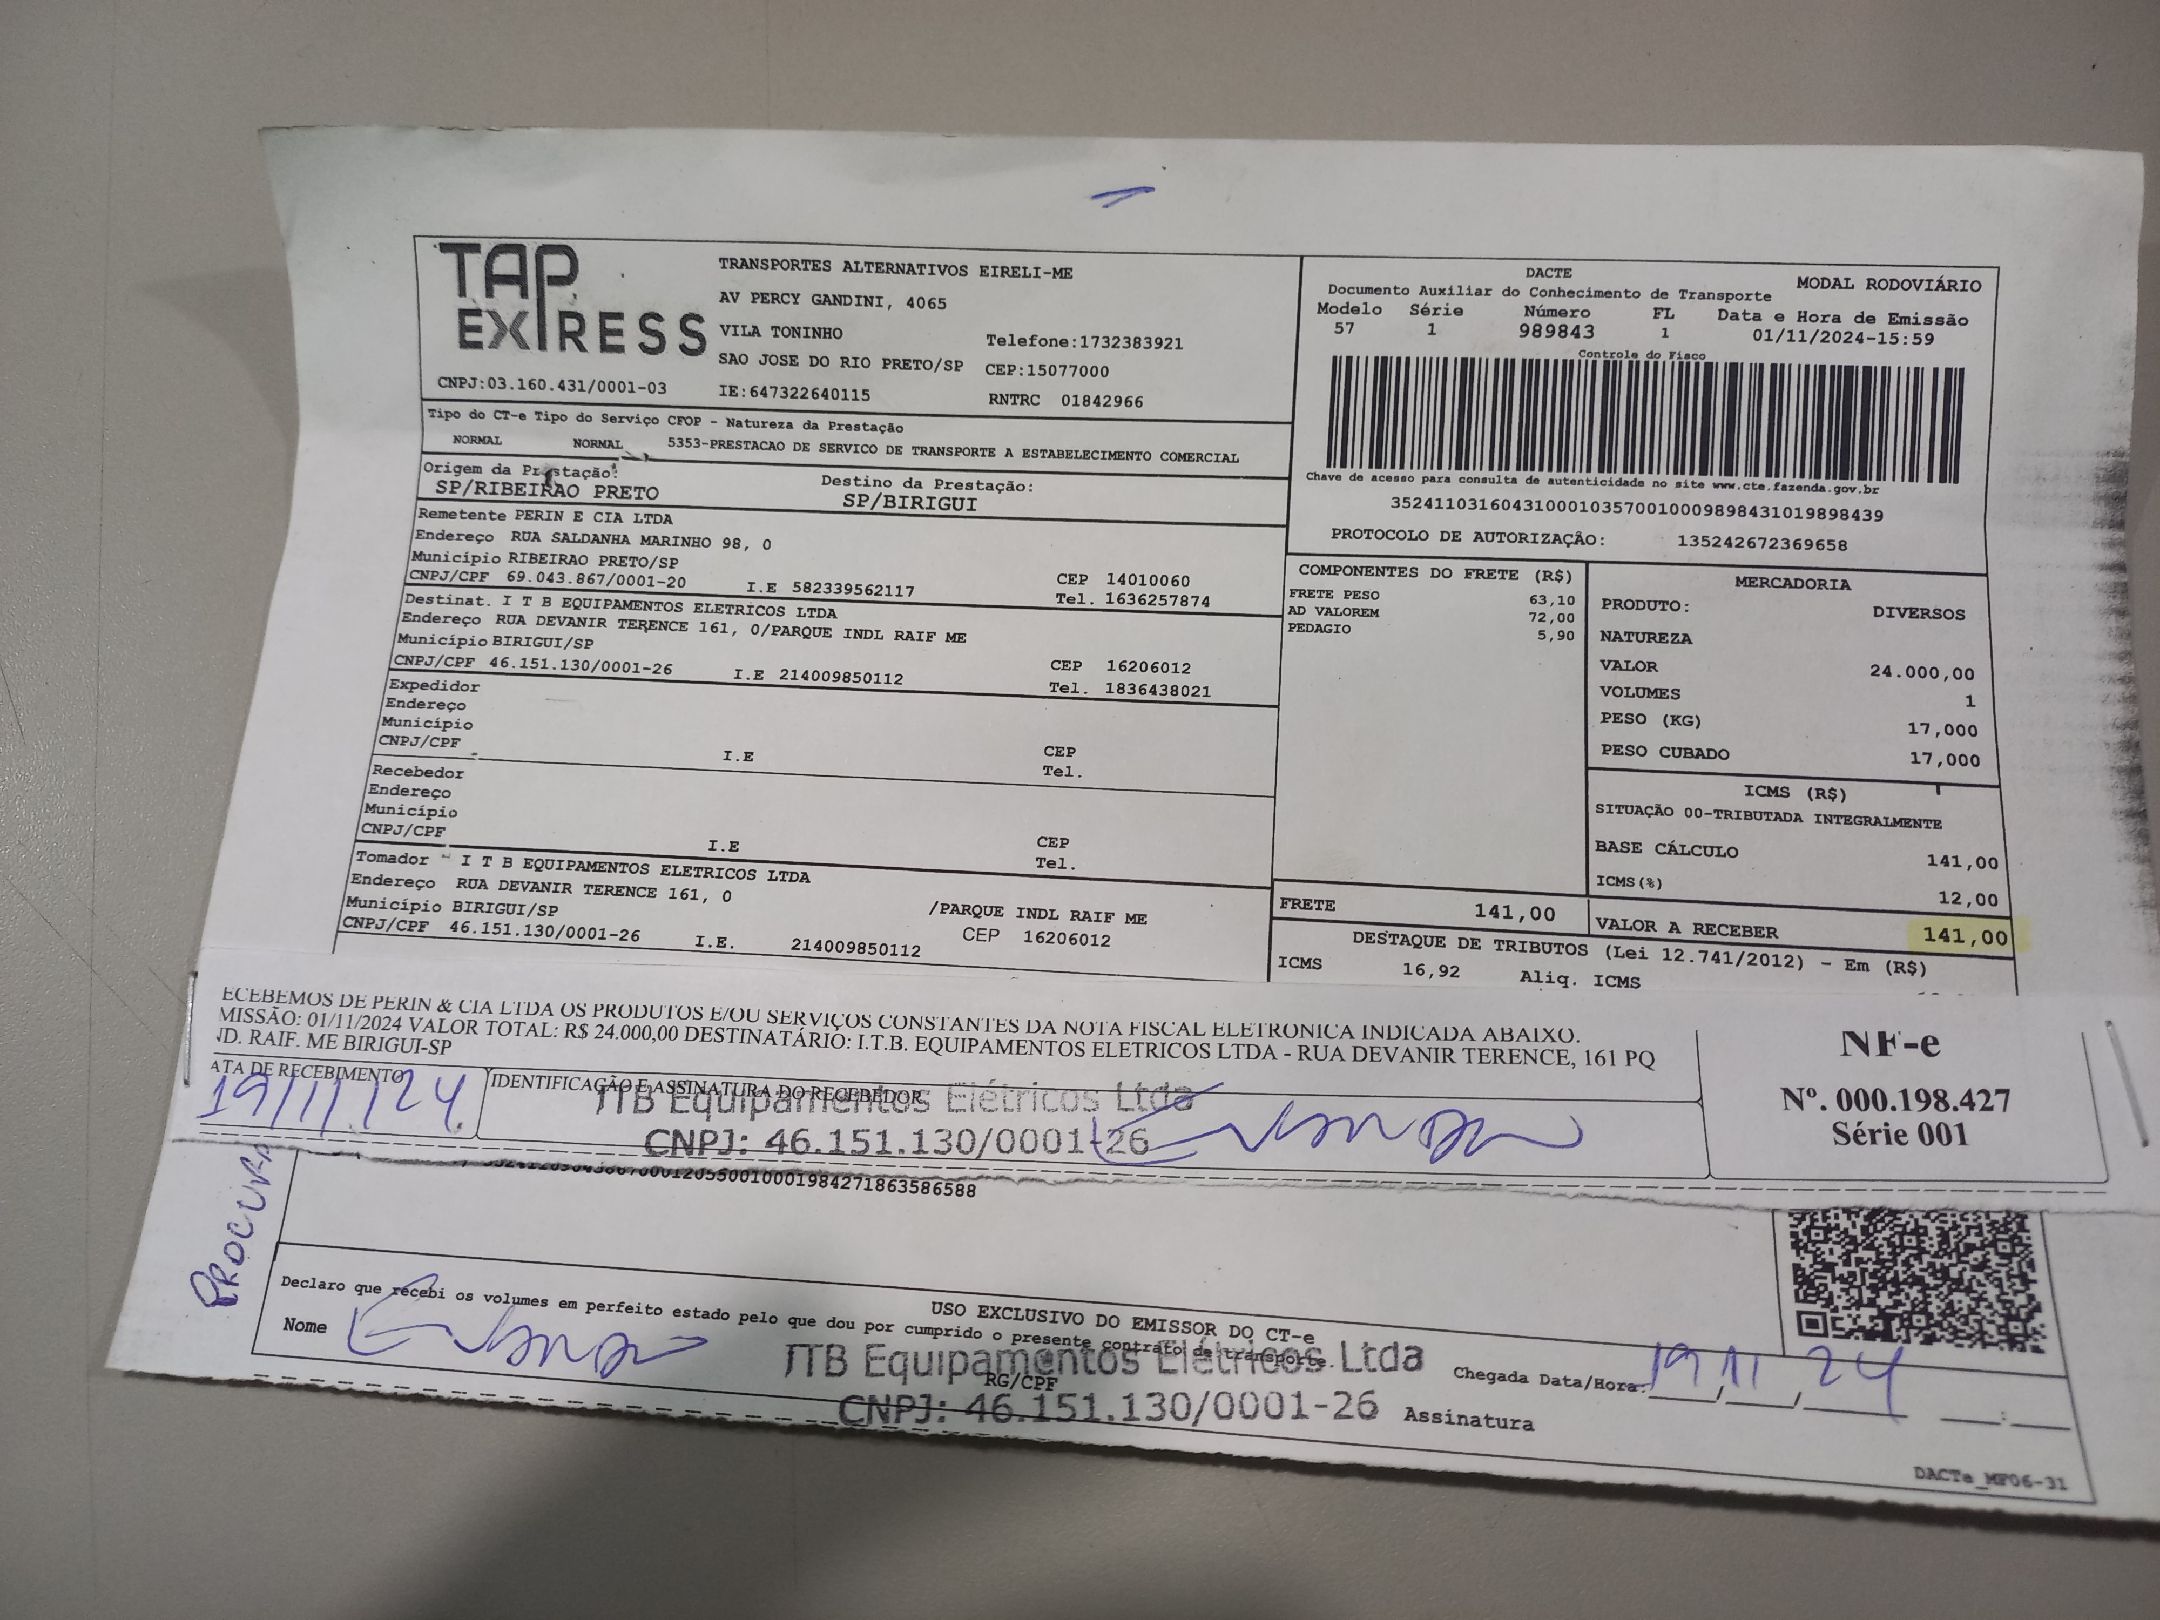 TAP
EXPRESS
CNPJ:03.160.431/0001-03
TRANSPORTES ALTERNATIVOS EIRELI-ME
AV PERCY GANDINI, 4065
VILA TONINHO
Telefone:1732383921
SAO JOSE DO RIO PRETO/SP CEP:15077000
IE:647322640115 RNTRC 01842966
DACTE MODAL RODOVIÁRIO
Documento Auxiliar do Conhecimento de Transporte
Modelo Série Número FL Data e Hora de Emissão
57 1 989843 1 01/11/2024-15:59
Controle do Fisco
Chave de acesso para consulta de autenticidade no site www.cte.fazenda.gov.br
35241103160431000103570010009898431019898439
PROTOCOLO DE AUTORIZAÇÃO: 135242672369658
Tipo do CT-e Tipo do Serviço CFOP - Natureza da Prestação
NORMAL NORMAL 5353-PRESTACAO DE SERVICO DE TRANSPORTE A ESTABELECIMENTO COMERCIAL
Origem da Prestação: Destino da Prestação:
SP/RIBEIRAO PRETO SP/BIRIGUI
Remetente PERIN E CIA LTDA
Endereço RUA SALDANHA MARINHO 98, 0
Município RIBEIRAO PRETO/SP CEP 14010060
CNPJ/CPF 69.043.867/0001-20 I.E 582339562117 Tel. 1636257874
Destinat. I T B EQUIPAMENTOS ELETRICOS LTDA
Endereço RUA DEVANIR TERENCE 161, 0/PARQUE INDL RAIF ME
Município BIRIGUI/SP CEP 16206012
CNPJ/CPF 46.151.130/0001-26 I.E 214009850112 Tel. 1836438021
Expedidor
Endereço
Município CEP
CNPJ/CPF I.E Tel.
Recebedor
Endereço
Município CEP
CNPJ/CPF I.E Tel.
Tomador I T B EQUIPAMENTOS ELETRICOS LTDA
Endereço RUA DEVANIR TERENCE 161, 0 /PARQUE INDL RAIF ME
Município BIRIGUI/SP CEP 16206012
CNPJ/CPF 46.151.130/0001-26 I.E. 214009850112
COMPONENTES DO FRETE (R$)
FRETE PESO 63,10
AD VALOREM 72,00
PEDAGIO 5,90
MERCADORIA
PRODUTO: DIVERSOS
NATUREZA
VALOR 24.000,00
VOLUMES 1
PESO (KG) 17,000
PESO CUBADO 17,000
ICMS (R$)
SITUAÇÃO 00-TRIBUTADA INTEGRALMENTE
BASE CÁLCULO 141,00
ICMS(%) 12,00
FRETE 141,00 VALOR A RECEBER 141,00
DESTAQUE DE TRIBUTOS (Lei 12.741/2012) - Em (R$)
ICMS 16,92 Aliq. ICMS
ECEBEMOS DE PERIN & CIA LTDA OS PRODUTOS E/OU SERVIÇOS CONSTANTES DA NOTA FISCAL ELETRONICA INDICADA ABAIXO.
MISSÃO: 01/11/2024 VALOR TOTAL: R$ 24.000,00 DESTINATÁRIO: I.T.B. EQUIPAMENTOS ELETRICOS LTDA - RUA DEVANIR TERENCE, 161 PQ
ND. RAIF. ME BIRIGUI-SP
ATA DE RECEBIMENTO IDENTIFICAÇÃO E ASSINATURA DO RECEBEDOR
19/11/24.
ITB Equipamentos Elétricos Ltda
CNPJ: 46.151.130/0001-26
NF-e
Nº. 000.198.427
Série 001
PROCURA
USO EXCLUSIVO DO EMISSOR DO CT-e
Declaro que recebi os volumes em perfeito estado pelo que dou por cumprido o presente contrato de transporte.
Nome RG/CPF
ITB Equipamentos Elétricos Ltda
CNPJ: 46.151.130/0001-26
Chegada Data/Hora: 19/11/24
Assinatura
DACTe_MF06-31